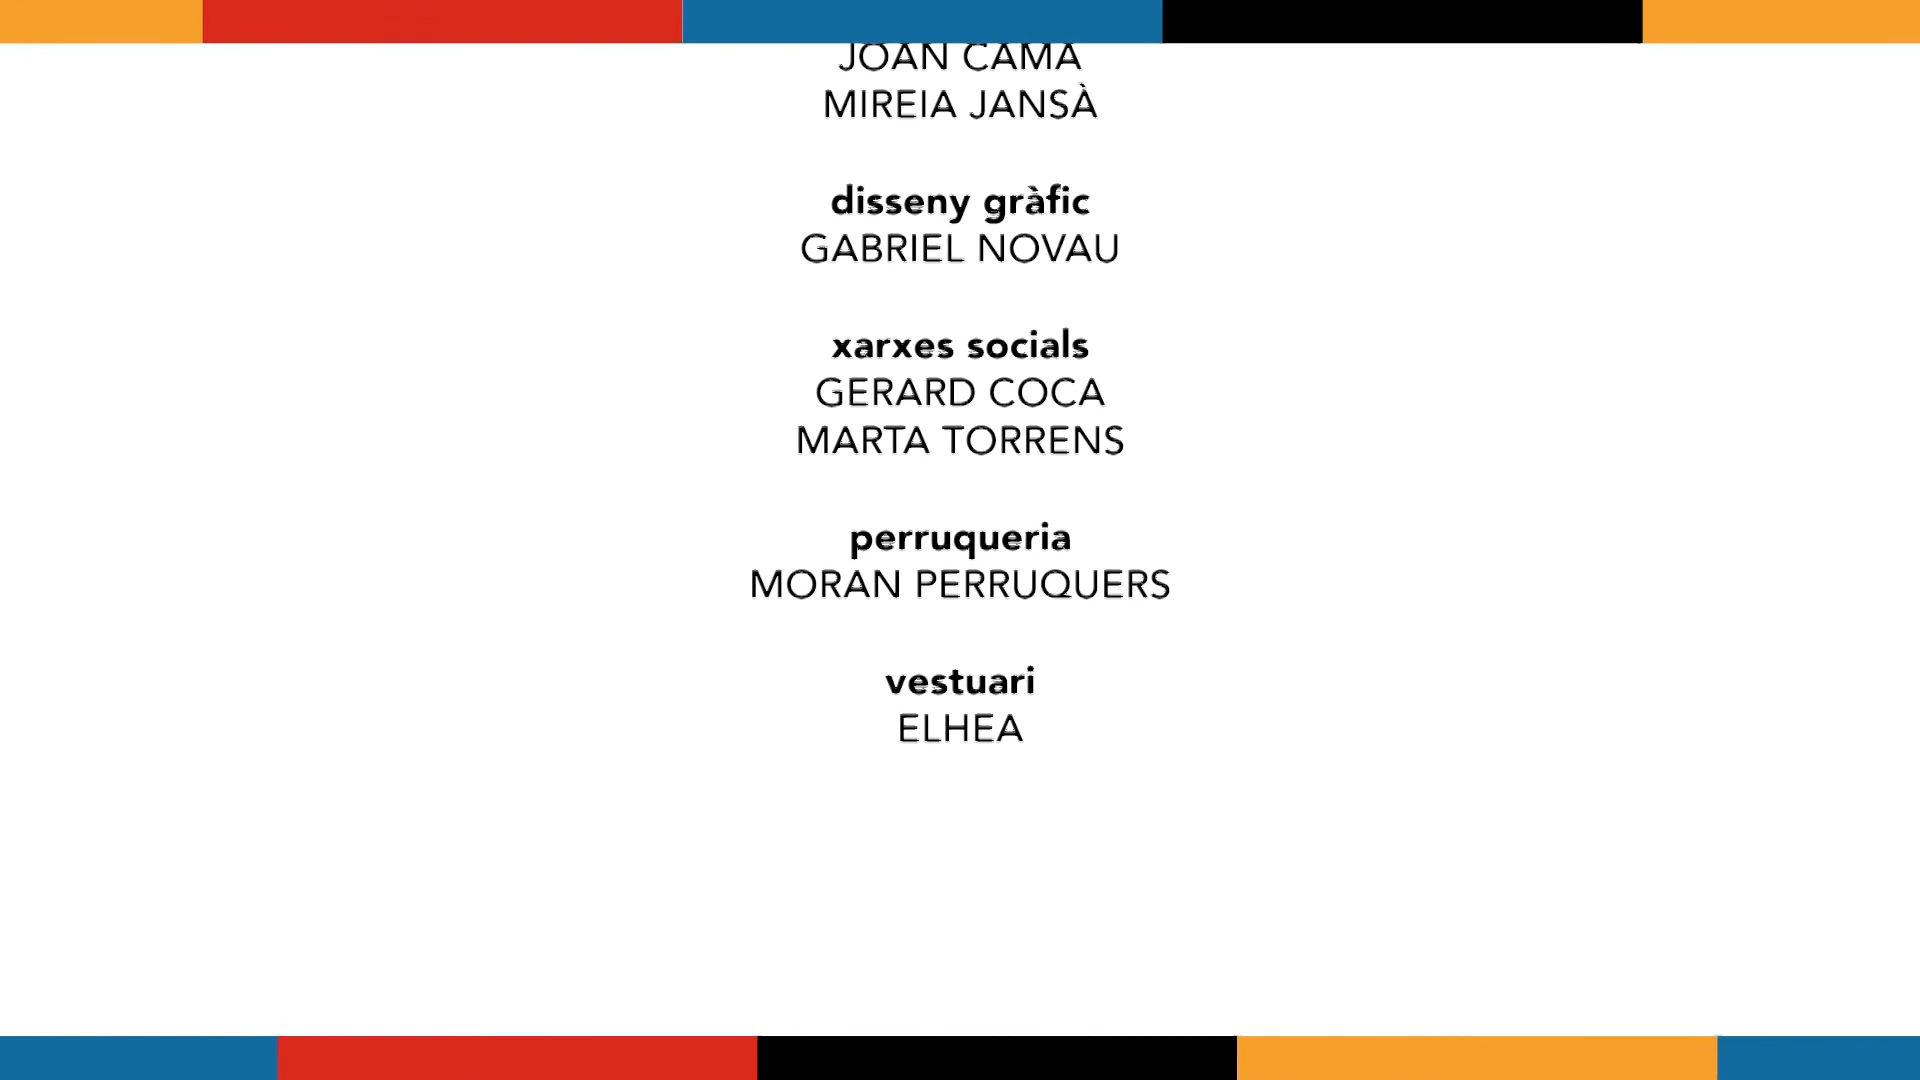 JOAN CAMA
MIREIA JANSÀ
disseny gràfic
GABRIEL NOVAU
xarxes socials
GERARD COCA
MARTA TORRENS
perruqueria
MORAN PERRUQUERS
vestuari
ELHEA